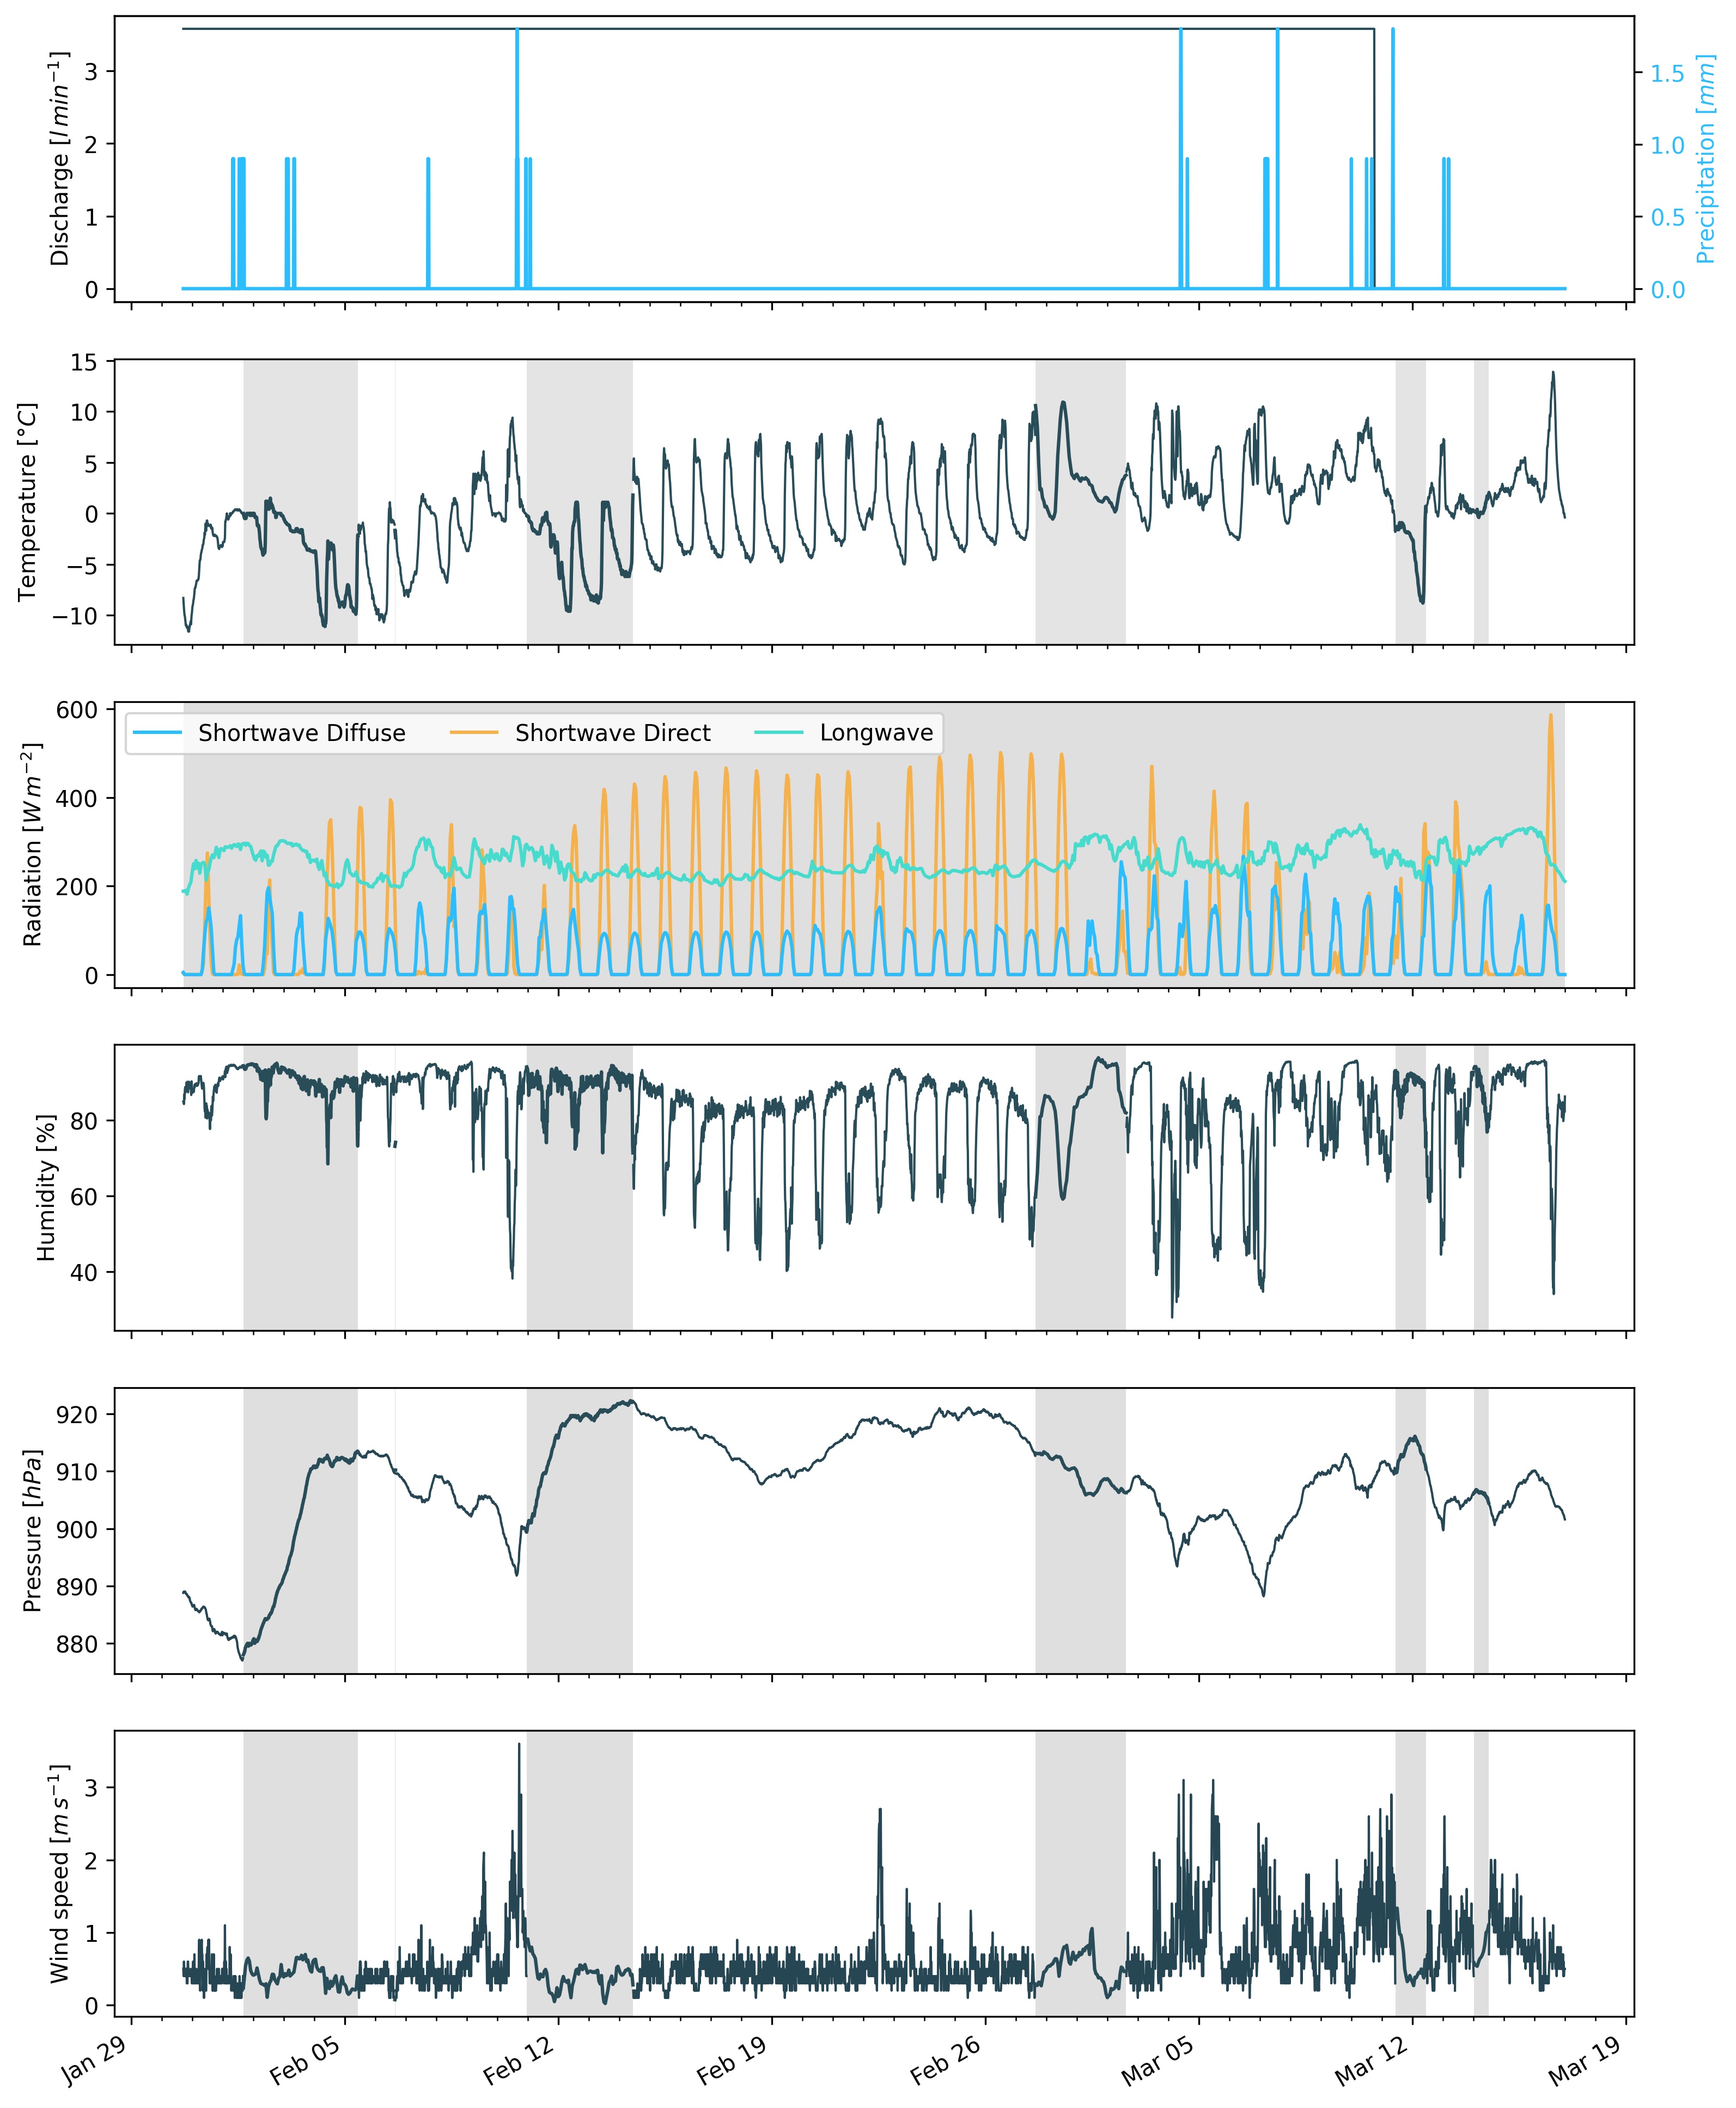 Discharge [l min⁻¹]
3
2
1
0
1.5
1.0
0.5
0.0
Precipitation [mm]
Temperature [°C]
15
10
5
0
−5
−10
Radiation [W m⁻²]
600
400
200
0
Shortwave Diffuse
Shortwave Direct
Longwave
Humidity [%]
80
60
40
Pressure [hPa]
920
910
900
890
880
Wind speed [m s⁻¹]
3
2
1
0
Jan 29
Feb 05
Feb 12
Feb 19
Feb 26
Mar 05
Mar 12
Mar 19